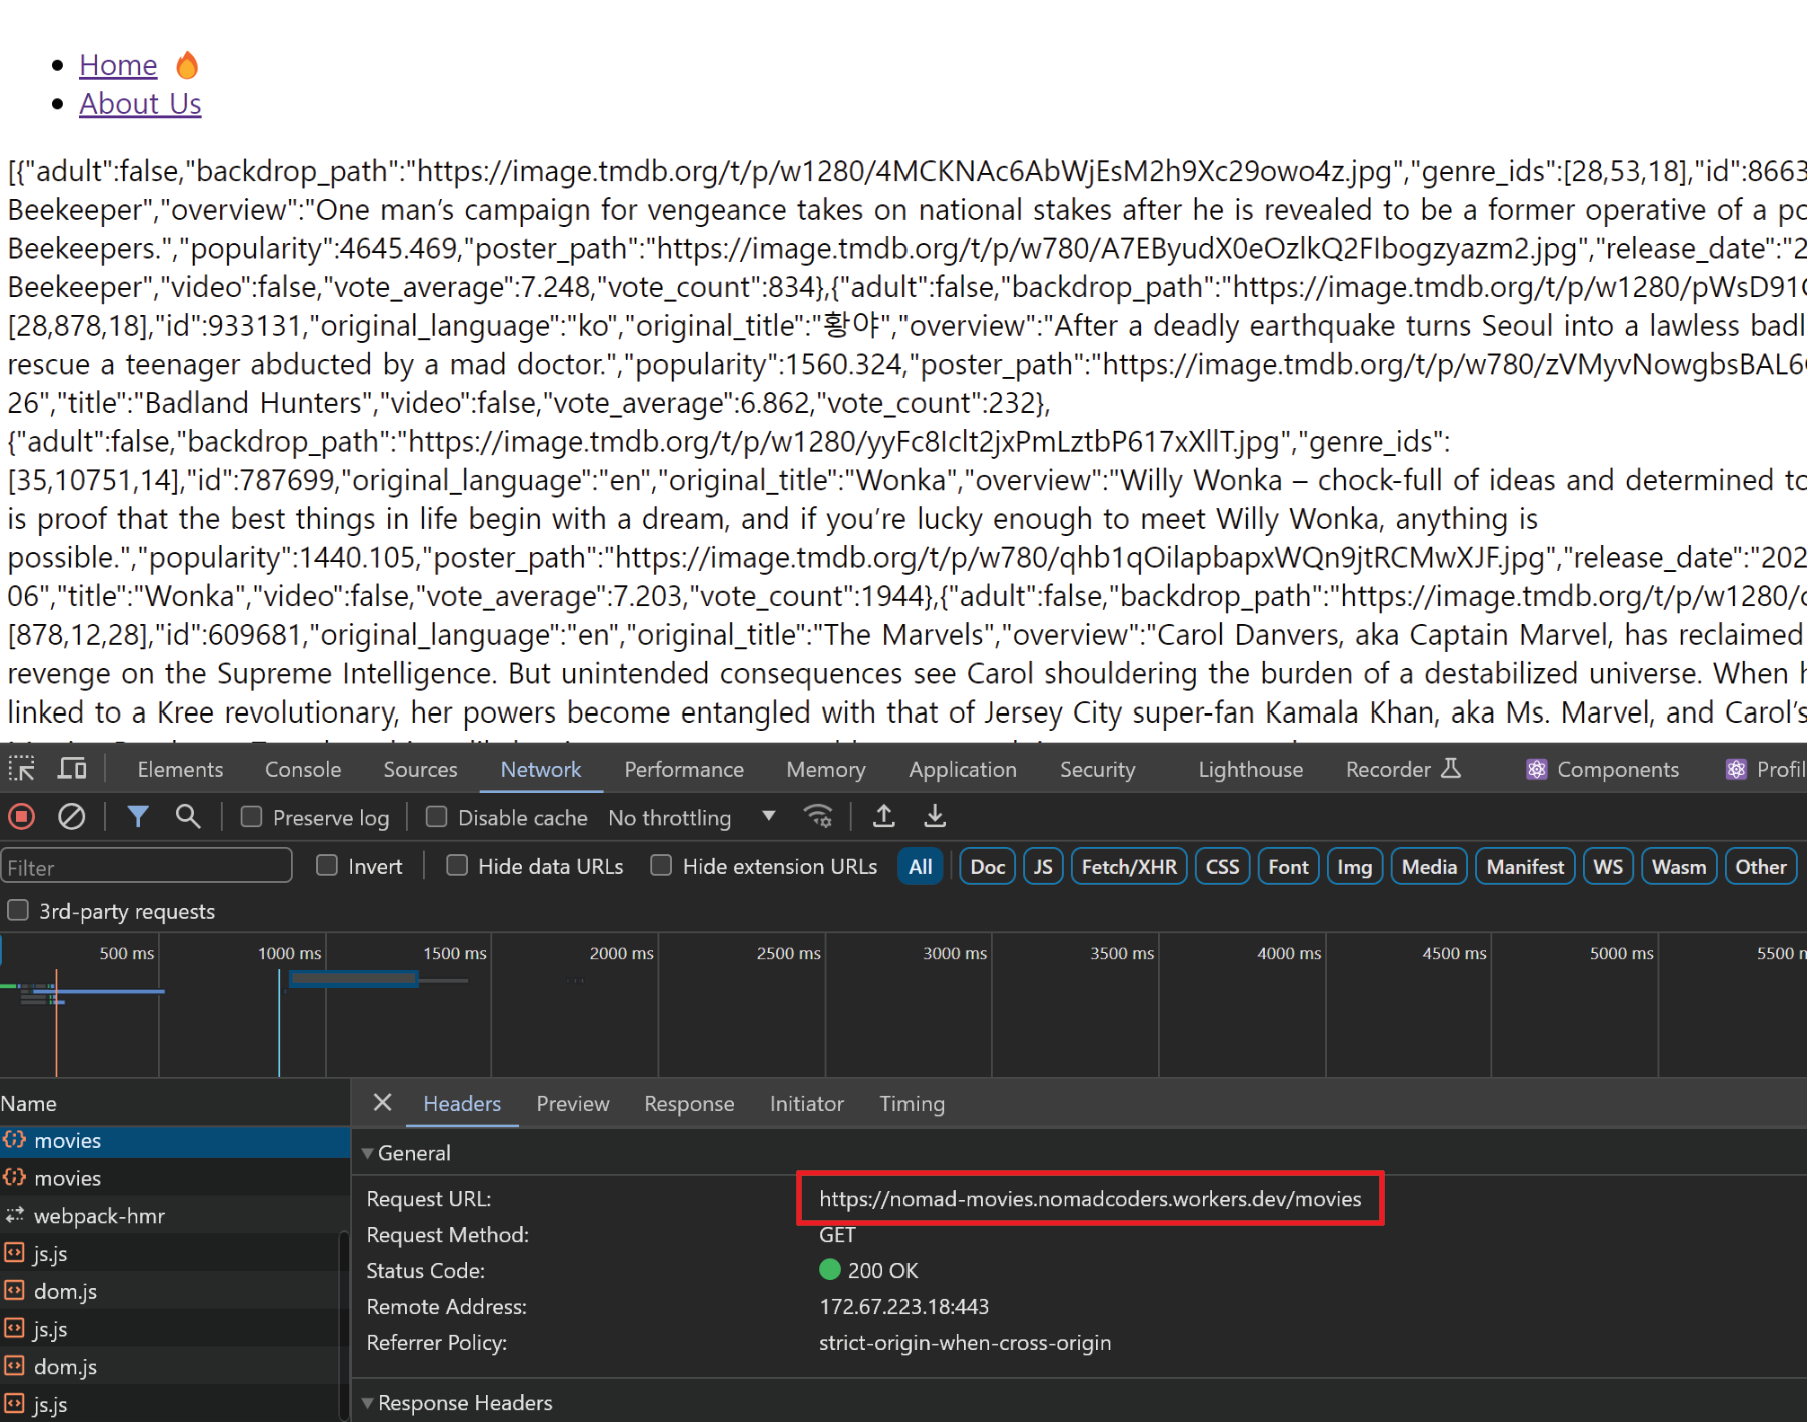 Home 🔥
About Us
[{"adult":false,"backdrop_path":"https://image.tmdb.org/t/p/w1280/4MCKNAc6AbWjEsM2h9Xc29owo4z.jpg","genre_ids":[28,53,18],"id":8663
Beekeeper","overview":"One man’s campaign for vengeance takes on national stakes after he is revealed to be a former operative of a po
Beekeepers.","popularity":4645.469,"poster_path":"https://image.tmdb.org/t/p/w780/A7EByudX0eOzlkQ2FIbogzyazm2.jpg","release_date":"2
Beekeeper","video":false,"vote_average":7.248,"vote_count":834},{"adult":false,"backdrop_path":"https://image.tmdb.org/t/p/w1280/pWsD91
[28,878,18],"id":933131,"original_language":"ko","original_title":"황야","overview":"After a deadly earthquake turns Seoul into a lawless badl
rescue a teenager abducted by a mad doctor.","popularity":1560.324,"poster_path":"https://image.tmdb.org/t/p/w780/zVMyvNowgbsBAL6
26","title":"Badland Hunters","video":false,"vote_average":6.862,"vote_count":232},
{"adult":false,"backdrop_path":"https://image.tmdb.org/t/p/w1280/yyFc8Iclt2jxPmLztbP617xXllT.jpg","genre_ids":
[35,10751,14],"id":787699,"original_language":"en","original_title":"Wonka","overview":"Willy Wonka – chock-full of ideas and determined to
is proof that the best things in life begin with a dream, and if you’re lucky enough to meet Willy Wonka, anything is
possible.","popularity":1440.105,"poster_path":"https://image.tmdb.org/t/p/w780/qhb1qOilapbapxWQn9jtRCMwXJF.jpg","release_date":"202
06","title":"Wonka","video":false,"vote_average":7.203,"vote_count":1944},{"adult":false,"backdrop_path":"https://image.tmdb.org/t/p/w1280/
[878,12,28],"id":609681,"original_language":"en","original_title":"The Marvels","overview":"Carol Danvers, aka Captain Marvel, has reclaimed
revenge on the Supreme Intelligence. But unintended consequences see Carol shouldering the burden of a destabilized universe. When h
linked to a Kree revolutionary, her powers become entangled with that of Jersey City super-fan Kamala Khan, aka Ms. Marvel, and Carol’s
Elements Console Sources Network Performance Memory Application Security Lighthouse Recorder Components Profil
Preserve log Disable cache No throttling
Filter Invert Hide data URLs Hide extension URLs All Doc JS Fetch/XHR CSS Font Img Media Manifest WS Wasm Other
3rd-party requests
500 ms 1000 ms 1500 ms 2000 ms 2500 ms 3000 ms 3500 ms 4000 ms 4500 ms 5000 ms 5500 m
Name
movies
movies
webpack-hmr
js.js
dom.js
js.js
dom.js
js.js
Headers Preview Response Initiator Timing
General
Request URL: https://nomad-movies.nomadcoders.workers.dev/movies
Request Method: GET
Status Code: 200 OK
Remote Address: 172.67.223.18:443
Referrer Policy: strict-origin-when-cross-origin
Response Headers